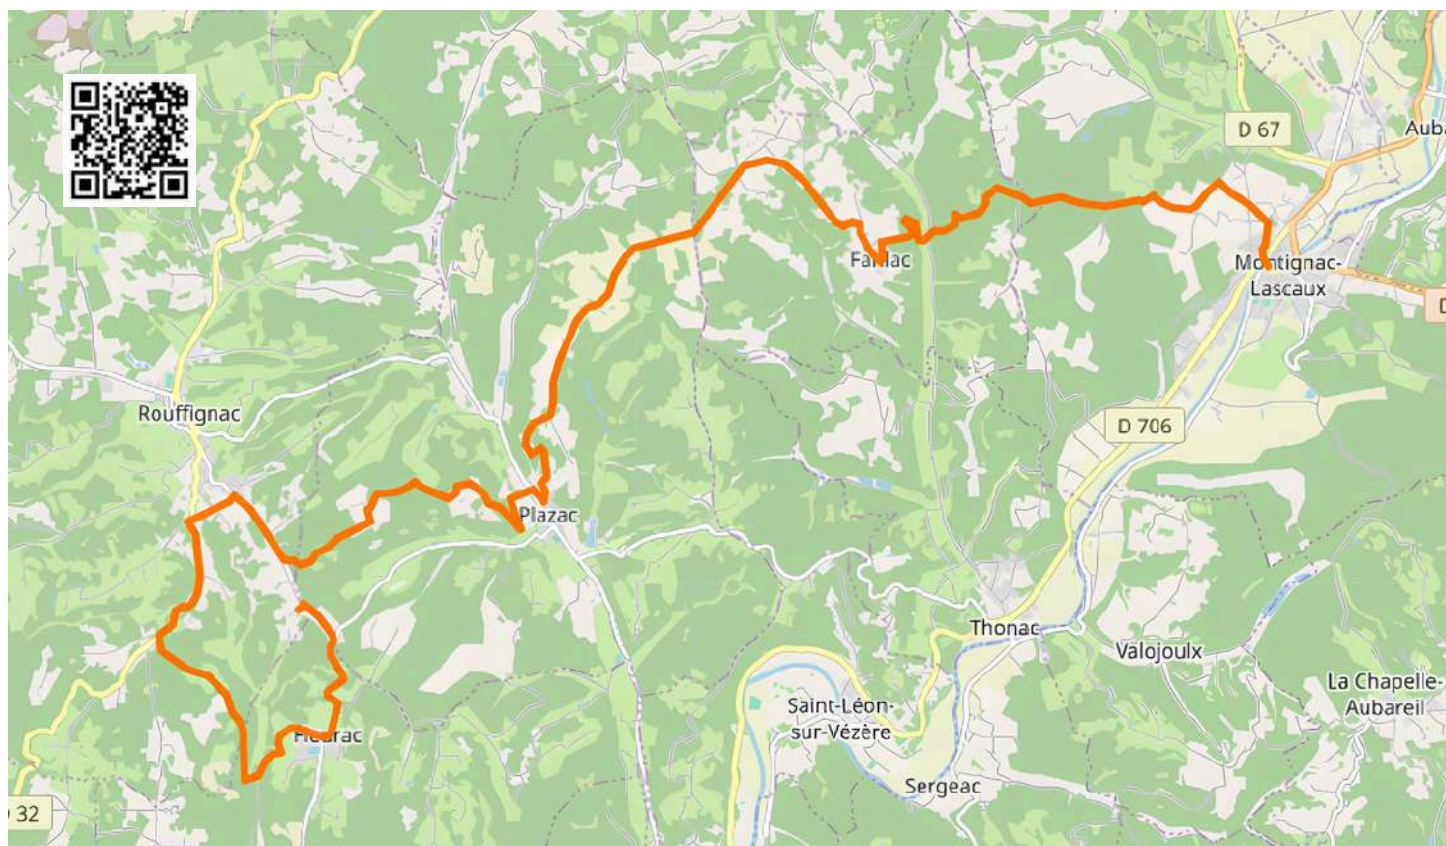 D 67
Auba
Fanlac
Montignac-
Lascaux
Rouffignac
D 706
Plazac
Thonac
Valojoulx
La Chapelle-
Aubareil
Saint-Léon-
sur-Vézère
Fleurac
Sergeac
32